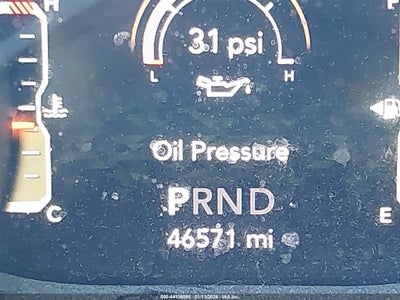 H
F
31 psi
L H
Oil Pressure
PRND
C
E
46571 mi